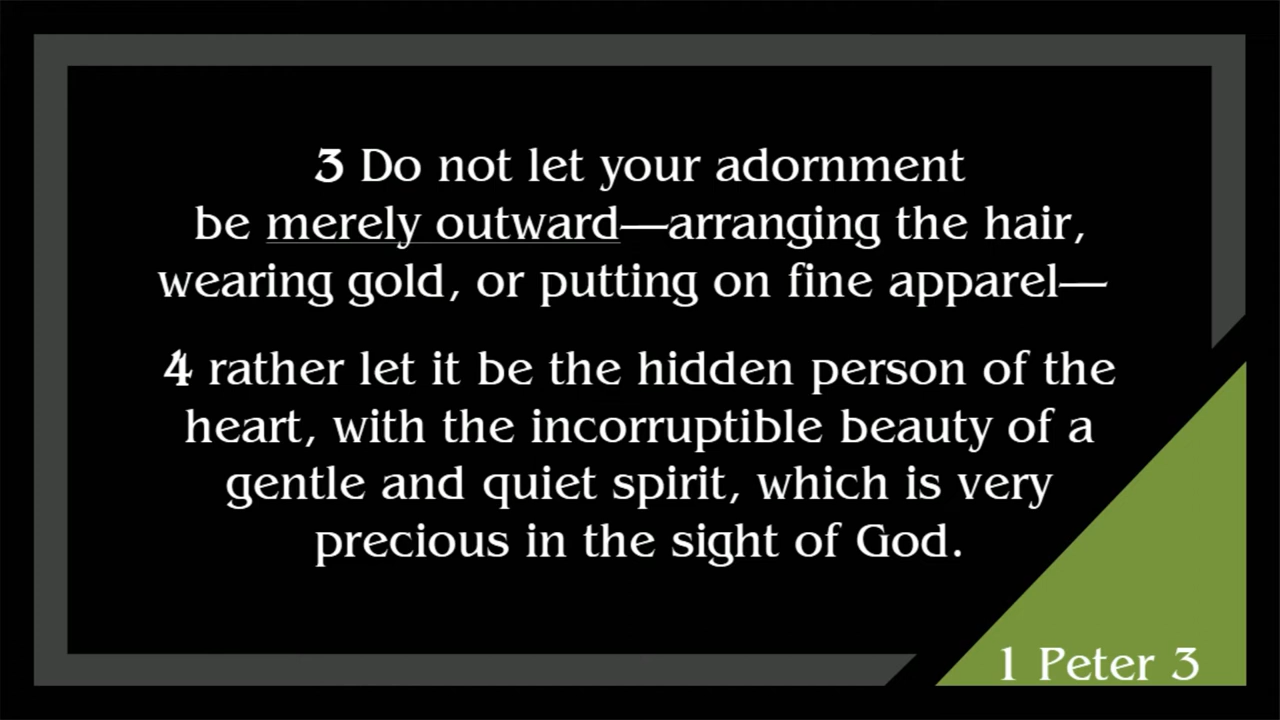 3 Do not let your adornment
be merely outward—arranging the hair,
wearing gold, or putting on fine apparel—
4 rather let it be the hidden person of the
heart, with the incorruptible beauty of a
gentle and quiet spirit, which is very
precious in the sight of God.
1 Peter 3